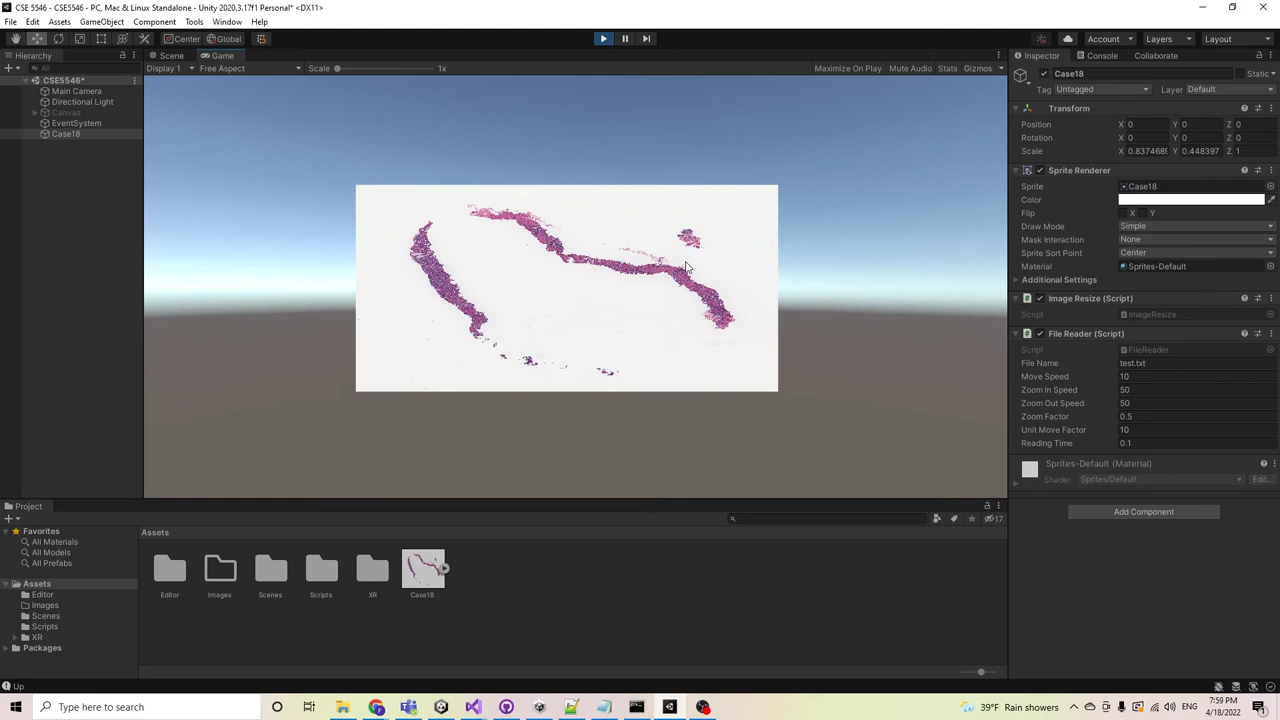 CSE 5546 - CSE5546 - PC, Mac & Linux Standalone - Unity 2020.3.17f1 Personal* <DX11>
File Edit Assets GameObject Component Tools Window Help
Center Global Account Layers Layout
Hierarchy Scene Game Inspector Console Collaborate
All Display 1 Free Aspect Scale 1x Maximize On Play Mute Audio Stats Gizmos Case18 Static
CSE5546*
Main Camera
Directional Light
Canvas
EventSystem
Case18
Tag Untagged Layer Default
Transform
Position X 0 Y 0 Z 0
Rotation X 0 Y 0 Z 0
Scale X 0.8374689 Y 0.448397 Z 1
Sprite Renderer
Sprite Case18
Color
Flip X Y
Draw Mode Simple
Mask Interaction None
Sprite Sort Point Center
Material Sprites-Default
Additional Settings
Image Resize (Script)
Script ImageResize
File Reader (Script)
Script FileReader
File Name test.txt
Move Speed 10
Zoom In Speed 50
Zoom Out Speed 50
Zoom Factor 0.5
Unit Move Factor 10
Reading Time 0.1
Sprites-Default (Material)
Shader Sprites/Default Edit...
Add Component
Project
17
Favorites
All Materials
All Models
All Prefabs
Assets
Editor
Images
Scenes
Scripts
XR
Packages
Assets
Editor Images Scenes Scripts XR Case18
Up
Type here to search
39°F Rain showers
7:59 PM
4/18/2022